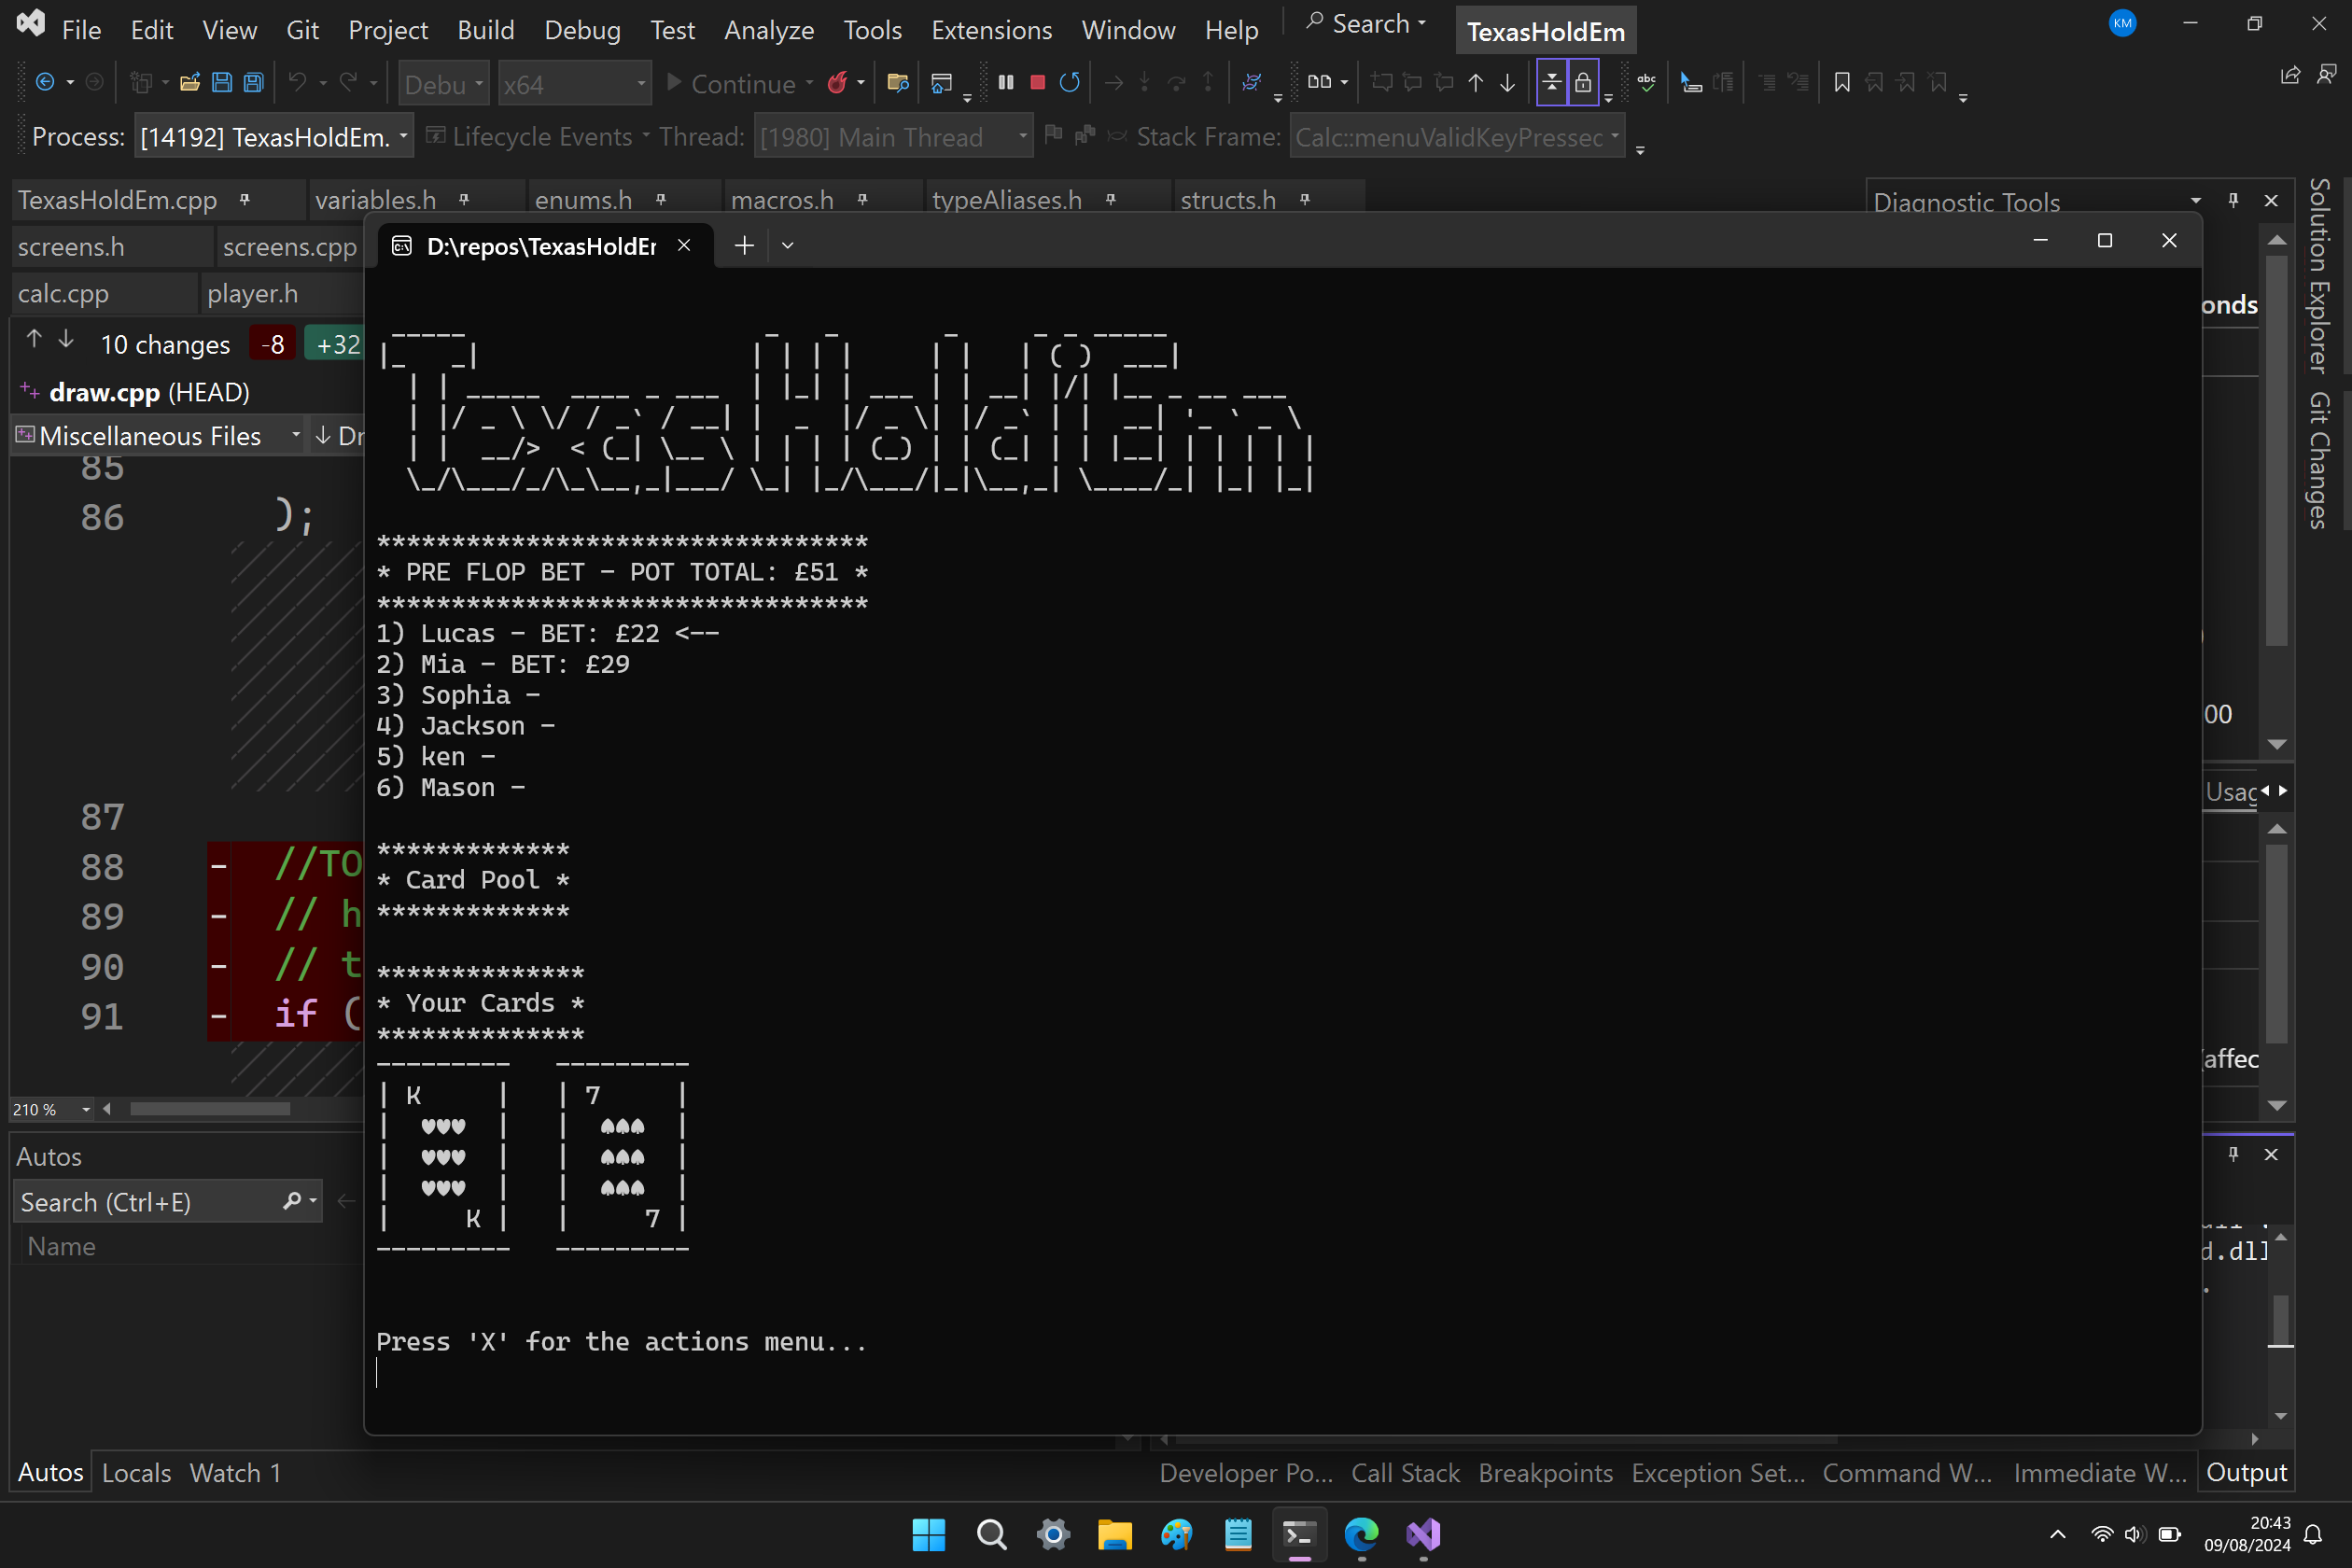 File Edit View Git Project Build Debug Test Analyze Tools Extensions Window Help Search TexasHoldEm KM
Debu x64 Continue
Process: [14192] TexasHoldEm. Lifecycle Events Thread: [1980] Main Thread Stack Frame: Calc::menuValidKeyPressec
TexasHoldEm.cpp variables.h enums.h macros.h typeAliases.h structs.h
Diagnostic Tools
screens.h screens.cpp
calc.cpp player.h
10 changes -8 +32
draw.cpp (HEAD)
Miscellaneous Files Dr
85
86 );
87
88 - //TO
89 - // h
90 - // t
91 - if (
210 %
D:\repos\TexasHoldEr
Texas Hold Em
*********************************
* PRE FLOP BET - POT TOTAL: £51 *
*********************************
1) Lucas - BET: £22 <--
2) Mia - BET: £29
3) Sophia -
4) Jackson -
5) ken -
6) Mason -
*************
* Card Pool *
*************
**************
* Your Cards *
**************
--------- ---------
| K | | 7 |
| ♥♥♥ | | ♠♠♠ |
| ♥♥♥ | | ♠♠♠ |
| ♥♥♥ | | ♠♠♠ |
| K | | 7 |
--------- ---------
Press 'X' for the actions menu...
onds
00
Usag
(affec
d.dll
Solution Explorer
Git Changes
Autos
Search (Ctrl+E)
Name
Autos Locals Watch 1
Developer Po... Call Stack Breakpoints Exception Set... Command W... Immediate W... Output
20:43
09/08/2024